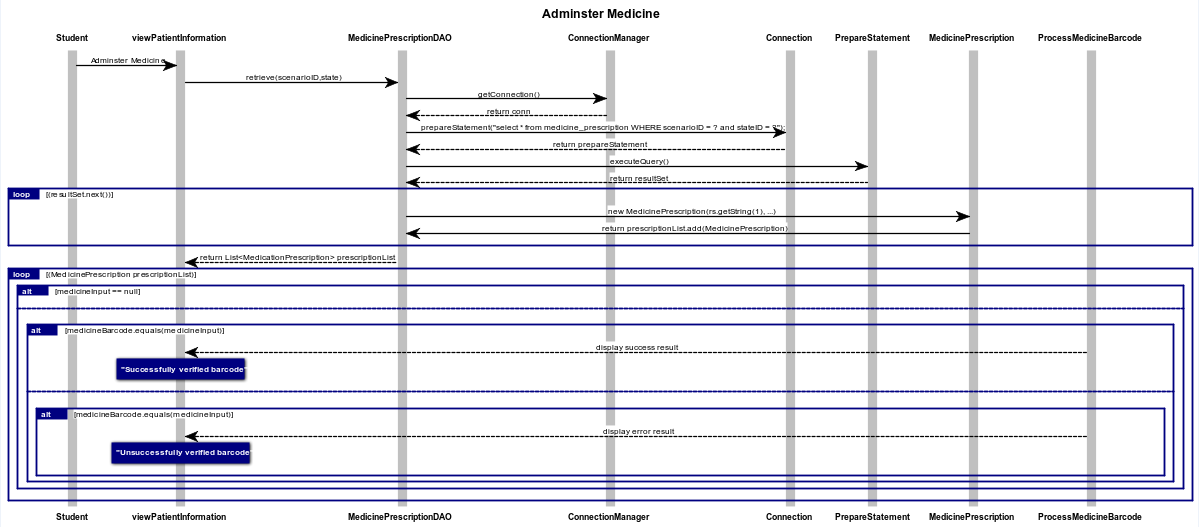 Adminster Medicine
Student viewPatientInformation MedicinePrescriptionDAO ConnectionManager Connection PrepareStatement MedicinePrescription ProcessMedicineBarcode
Adminster Medicine
retrieve(scenarioID,state)
getConnection()
return conn
prepareStatement("select * from medicine_prescription WHERE scenarioID = ? and stateID = ?");
return prepareStatement
executeQuery()
return resultSet
loop [(resultSet.next())]
new MedicinePrescription(rs.getString(1), ...)
return prescriptionList.add(MedicinePrescription)
return List<MedicationPrescription> prescriptionList
loop [(MedicinePrescription prescriptionList)]
alt [medicineInput == null]
alt [medicineBarcode.equals(medicineInput)]
display success result
"Successfully verified barcode"
alt [medicineBarcode.equals(medicineInput)]
display error result
"Unsuccessfully verified barcode"
Student viewPatientInformation MedicinePrescriptionDAO ConnectionManager Connection PrepareStatement MedicinePrescription ProcessMedicineBarcode